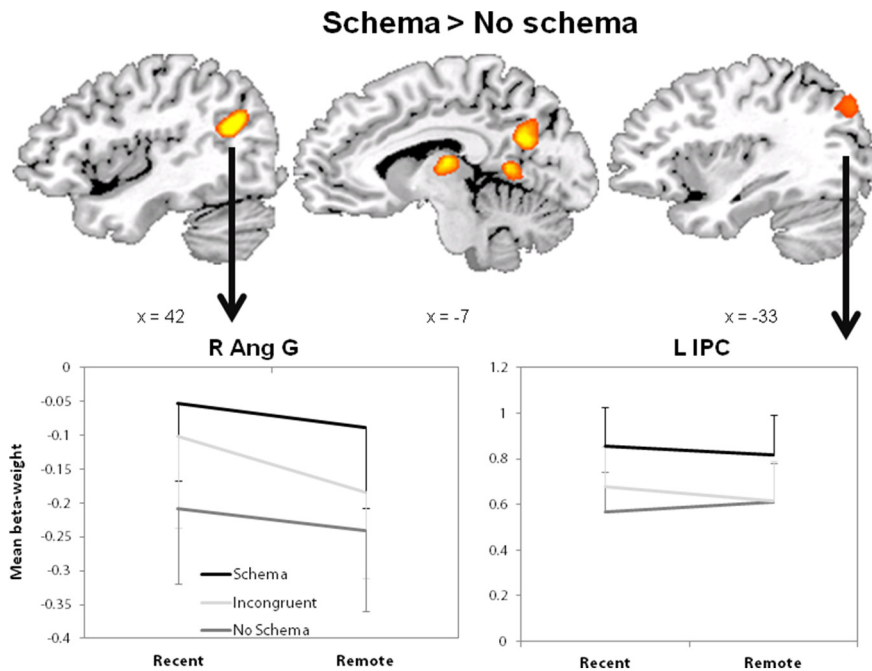 Schema > No schema
x = 42
x = -7
x = -33
R Ang G
L IPC
Mean beta-weight
0
-0.05
-0.1
-0.15
-0.2
-0.25
-0.3
-0.35
-0.4
Schema
Incongruent
No Schema
Recent
Remote
1.2
1
0.8
0.6
0.4
0.2
0
Recent
Remote